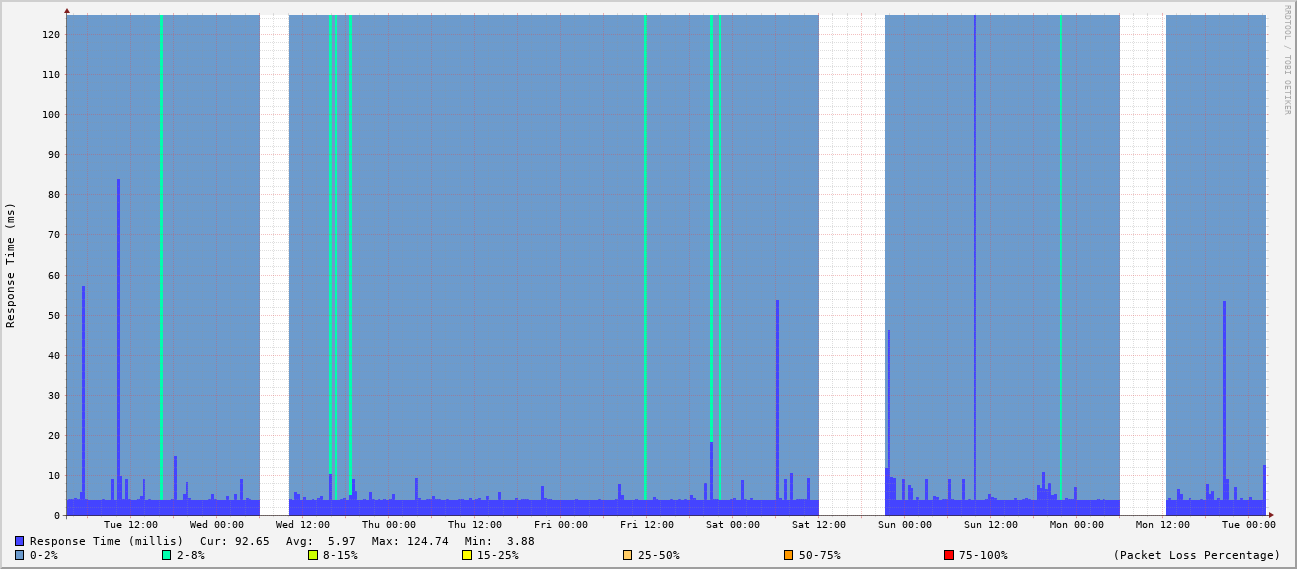 RRDTOOL / TOBI OETIKER
120
110
100
90
80
70
60
50
40
30
20
10
0
Response Time (ms)
Tue 12:00 Wed 00:00 Wed 12:00 Thu 00:00 Thu 12:00 Fri 00:00 Fri 12:00 Sat 00:00 Sat 12:00 Sun 00:00 Sun 12:00 Mon 00:00 Mon 12:00 Tue 00:00
Response Time (millis) Cur: 92.65 Avg: 5.97 Max: 124.74 Min: 3.88
0-2% 2-8% 8-15% 15-25% 25-50% 50-75% 75-100% (Packet Loss Percentage)